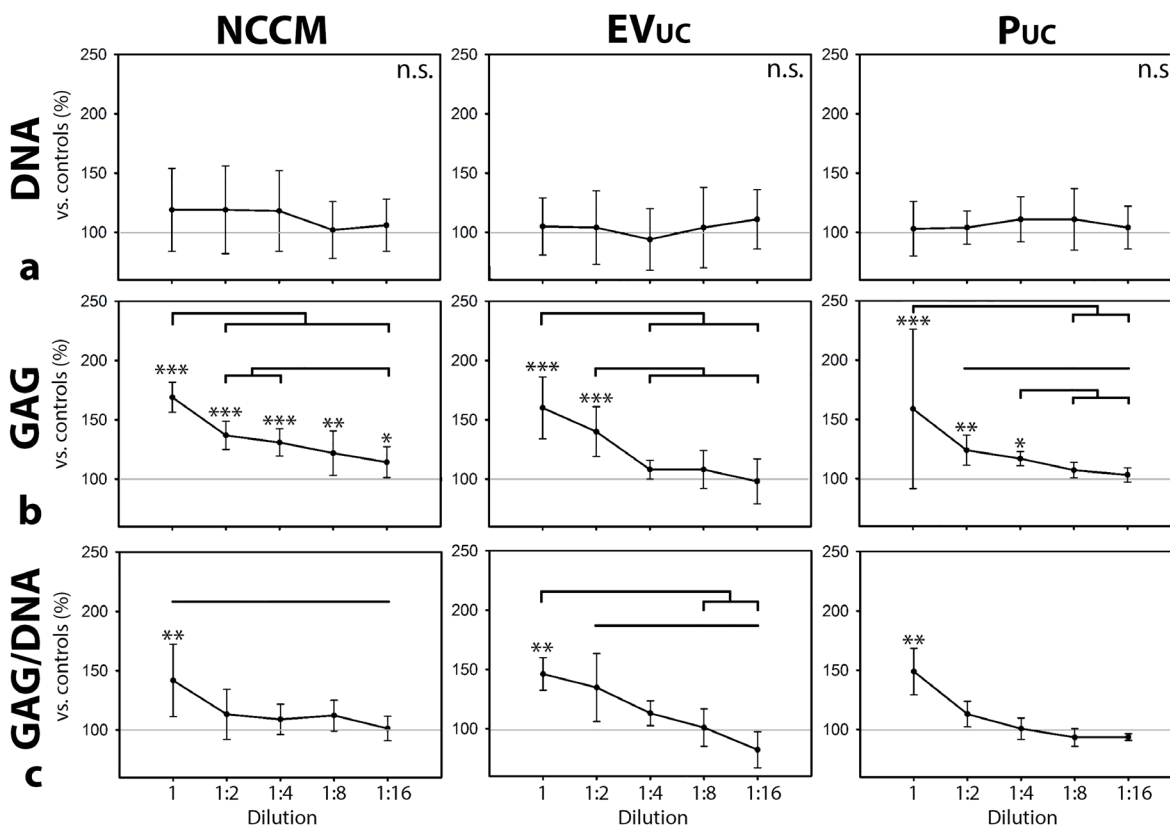 NCCM EVUC PUC
DNA
vs. controls (%)
250 250 250
n.s. n.s. n.s
200 200 200
150 150 150
100 100 100
a
GAG
vs. controls (%)
250 250 250
200 200 200
*** *** ** * *** *** *** ** *
150 150 150
100 100 100
b
GAG/DNA
vs. controls (%)
250 250 250
200 200 200
** ** **
150 150 150
100 100 100
c
1 1:2 1:4 1:8 1:16 1 1:2 1:4 1:8 1:16 1 1:2 1:4 1:8 1:16
Dilution Dilution Dilution